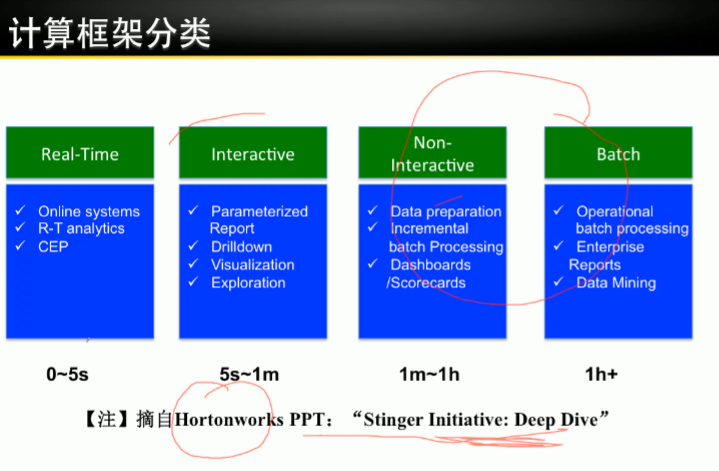 计算框架分类
Real-Time
✓ Online systems
✓ R-T analytics
✓ CEP
0~5s
Interactive
✓ Parameterized
Report
✓ Drilldown
✓ Visualization
✓ Exploration
5s~1m
Non-
Interactive
✓ Data preparation
✓ Incremental
batch Processing
✓ Dashboards
/Scorecards
1m~1h
Batch
✓ Operational
batch processing
✓ Enterprise
Reports
✓ Data Mining
1h+
【注】摘自Hortonworks PPT：“Stinger Initiative: Deep Dive”